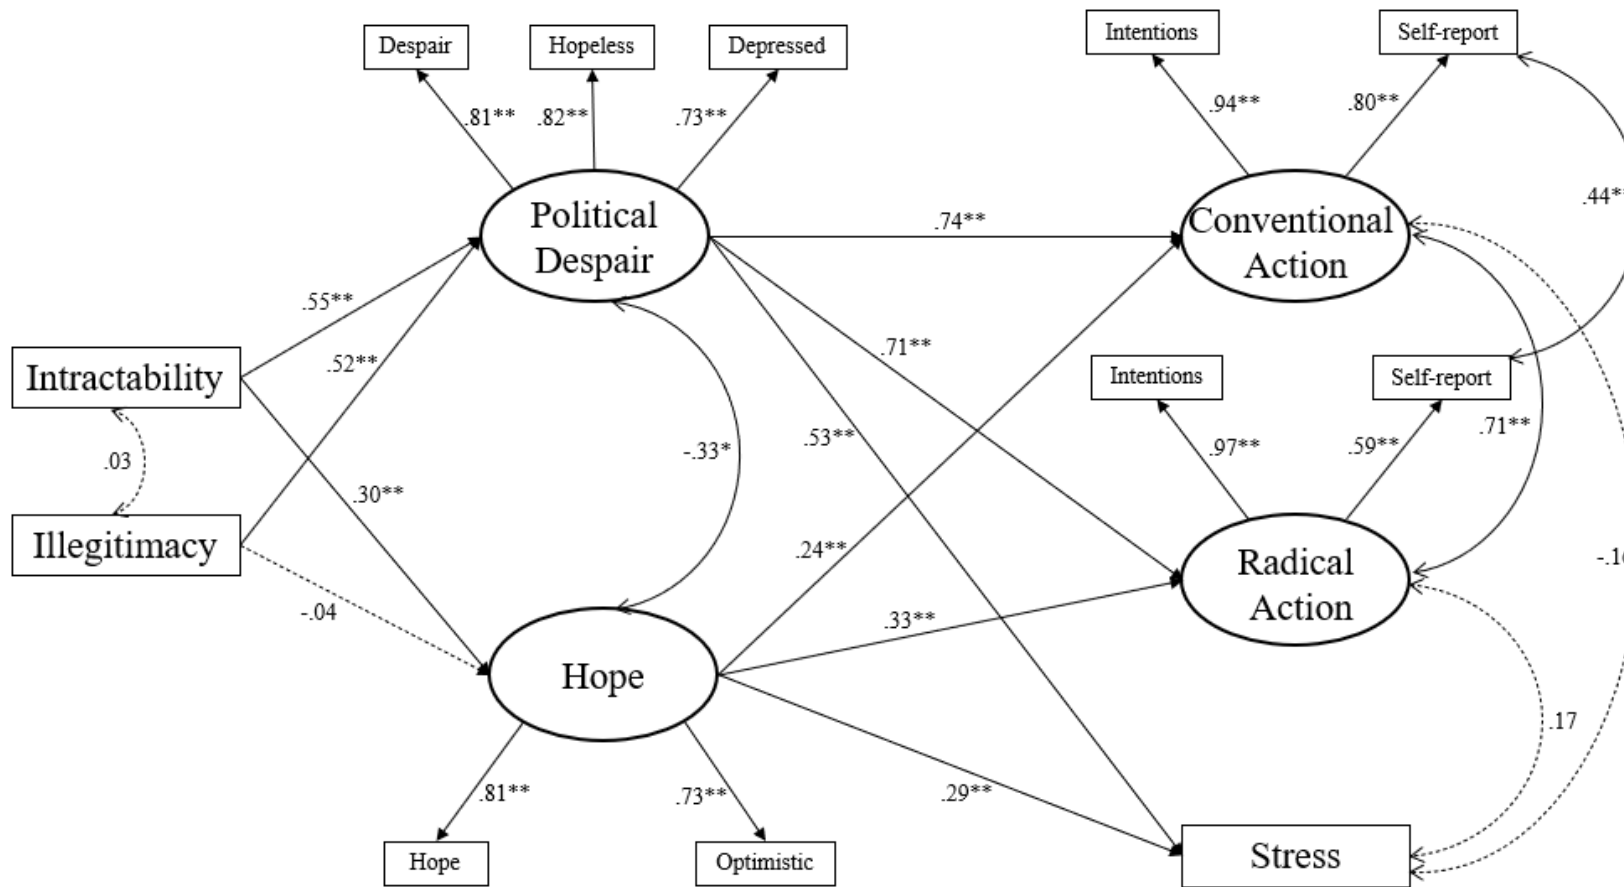 Despair
Hopeless
Depressed
Intentions
Self-report
.81**
.82**
.73**
.94**
.80**
.44*
Political
Despair
.74**
Conventional
Action
.55**
.52**
.71**
Intractability
Intentions
Self-report
.03
-.33*
.53**
.97**
.59**
.71**
.30**
Illegitimacy
.24**
Radical
Action
-.04
.33**
Hope
.17
.81**
.73**
.29**
Hope
Optimistic
Stress